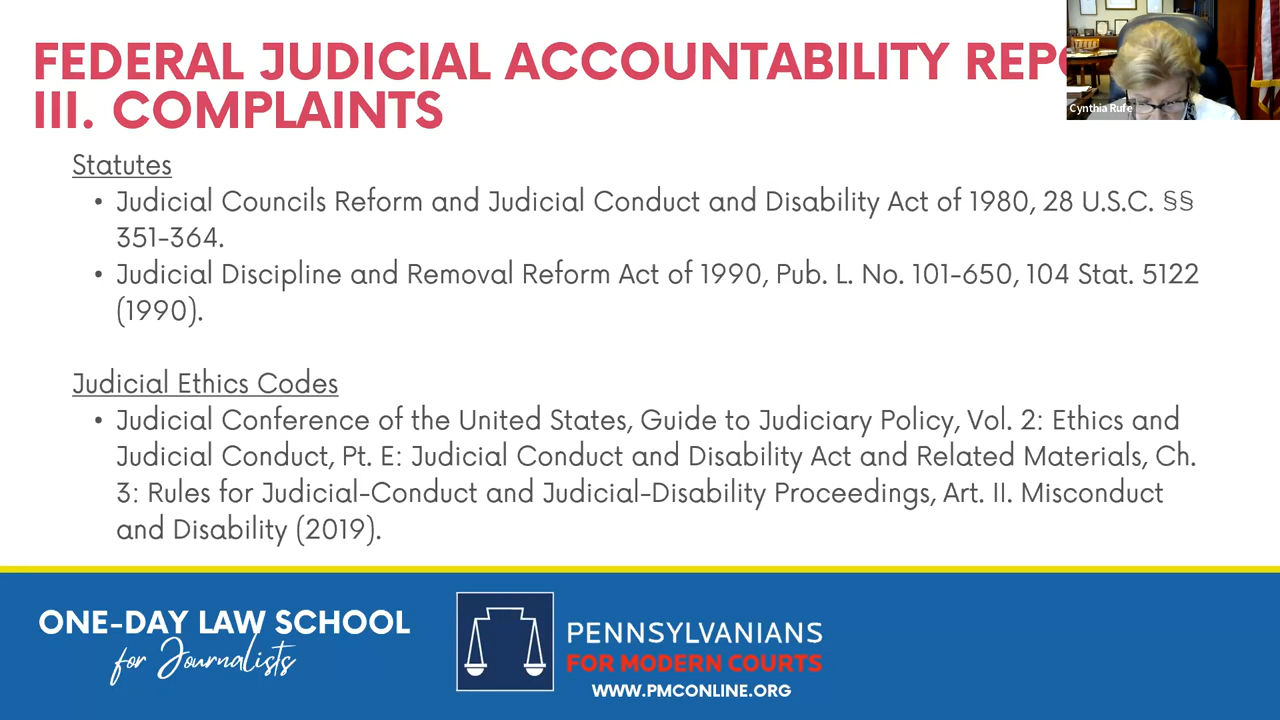 FEDERAL JUDICIAL ACCOUNTABILITY
III. COMPLAINTS
Cynthia Rufe
Statutes
• Judicial Councils Reform and Judicial Conduct and Disability Act of 1980, 28 U.S.C. §§
351-364.
• Judicial Discipline and Removal Reform Act of 1990, Pub. L. No. 101-650, 104 Stat. 5122
(1990).
Judicial Ethics Codes
• Judicial Conference of the United States, Guide to Judiciary Policy, Vol. 2: Ethics and
Judicial Conduct, Pt. E: Judicial Conduct and Disability Act and Related Materials, Ch.
3: Rules for Judicial-Conduct and Judicial-Disability Proceedings, Art. II. Misconduct
and Disability (2019).
ONE-DAY LAW SCHOOL
for Journalists
PENNSYLVANIANS
FOR MODERN COURTS
WWW.PMCONLINE.ORG